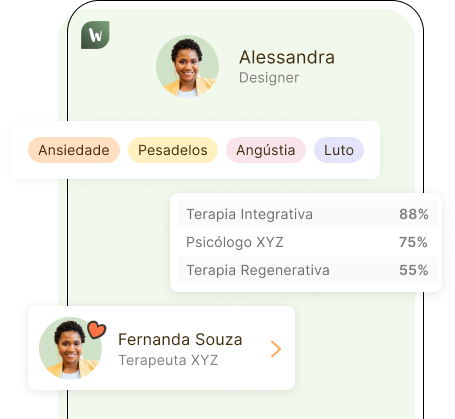 W
Alessandra
Designer
Ansiedade Pesadelos Angústia Luto
Terapia Integrativa 88%
Psicólogo XYZ 75%
Terapia Regenerativa 55%
Fernanda Souza
Terapeuta XYZ